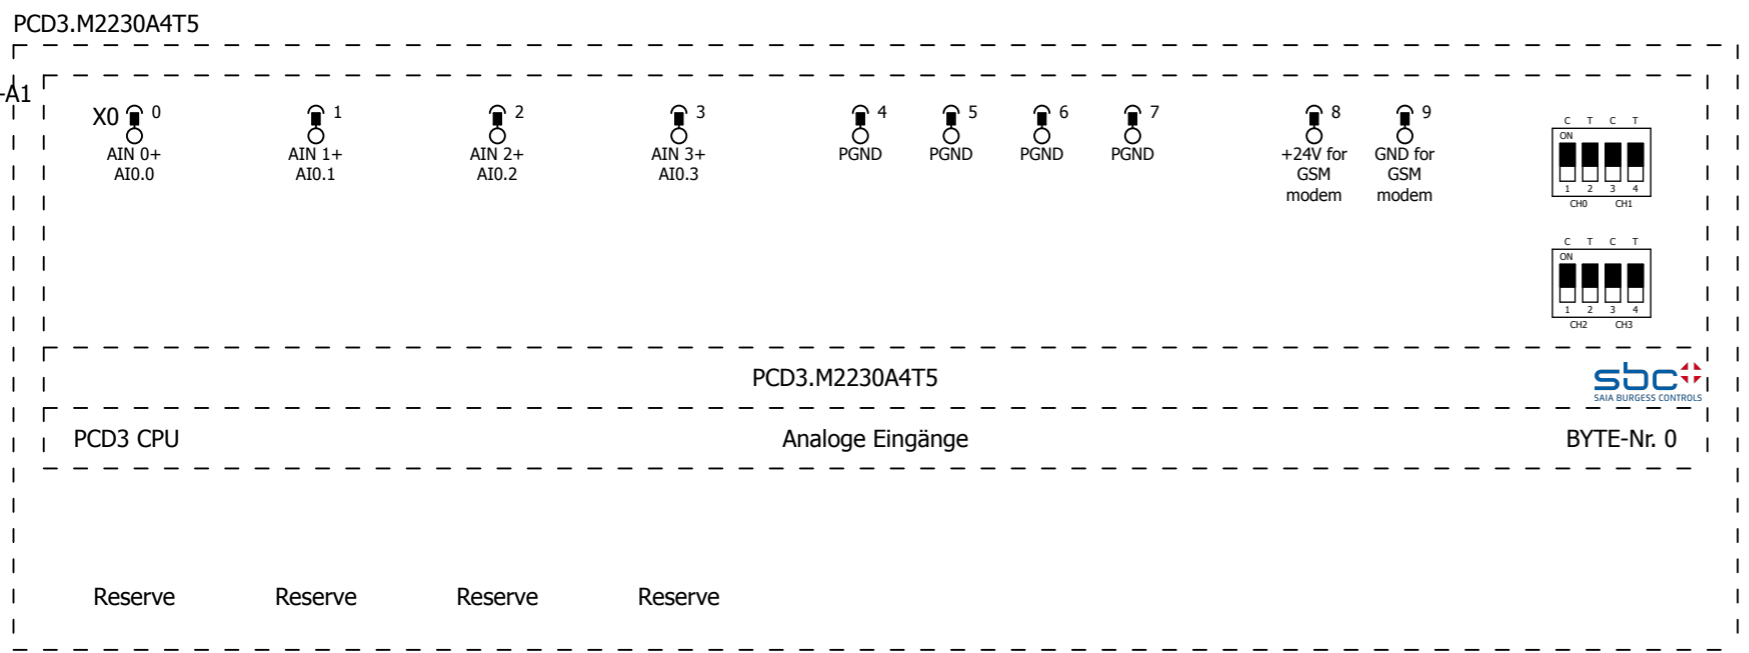 PCD3.M2230A4T5
-A1
X0 0 1 2 3 4 5 6 7 8 9
AIN 0+ AIN 1+ AIN 2+ AIN 3+ PGND PGND PGND PGND +24V for GND for
AI0.0 AI0.1 AI0.2 AI0.3 GSM GSM
modem modem
C T C T
ON
1 2 3 4
CH0 CH1
C T C T
ON
1 2 3 4
CH2 CH3
PCD3.M2230A4T5
sbc
SAIA BURGESS CONTROLS
PCD3 CPU Analoge Eingänge BYTE-Nr. 0
Reserve Reserve Reserve Reserve